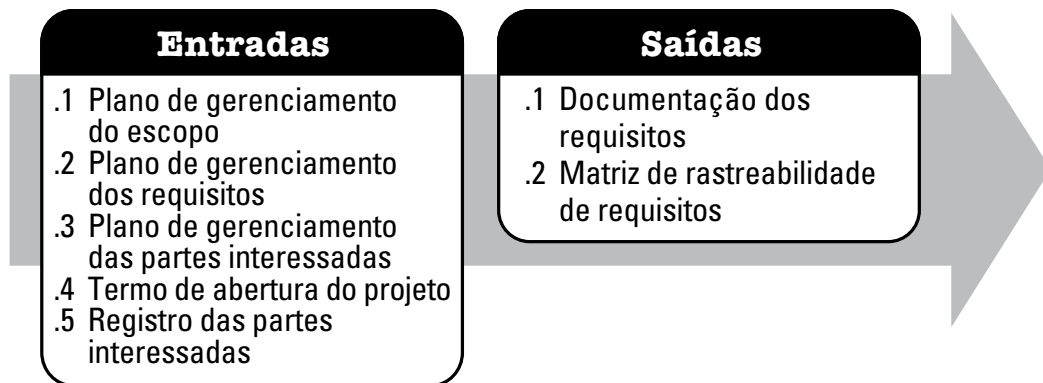 Entradas
.1 Plano de gerenciamento
do escopo
.2 Plano de gerenciamento
dos requisitos
.3 Plano de gerenciamento
das partes interessadas
.4 Termo de abertura do projeto
.5 Registro das partes
interessadas
Saídas
.1 Documentação dos
requisitos
.2 Matriz de rastreabilidade
de requisitos